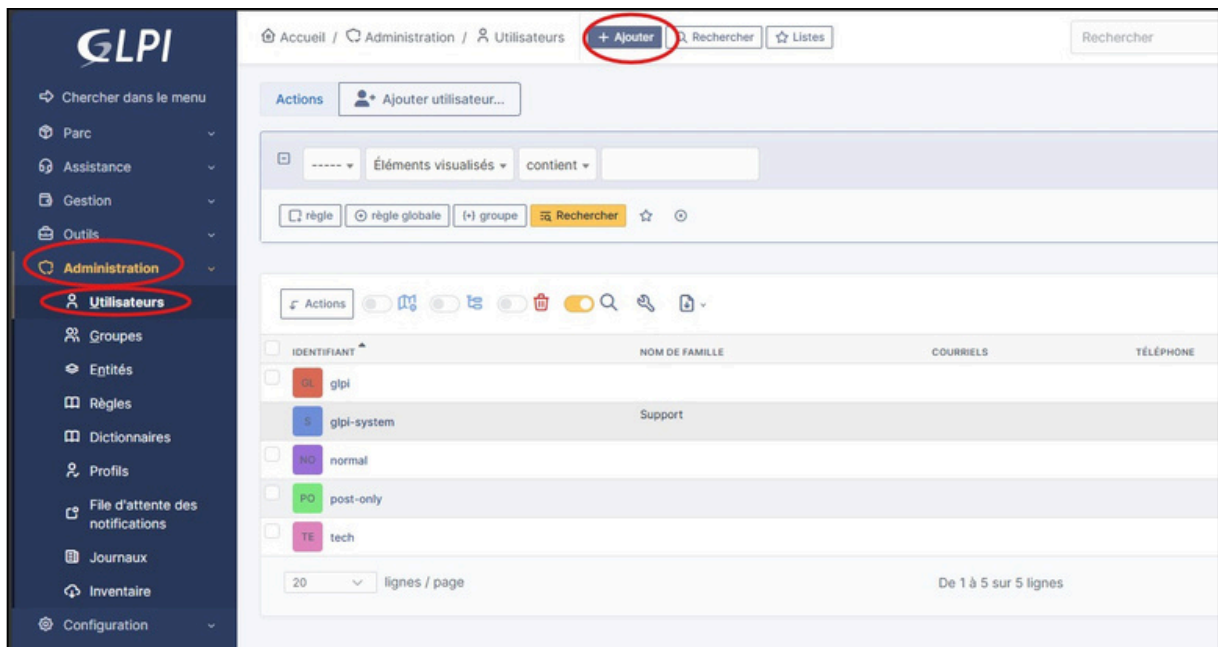 GLPI
Chercher dans le menu
Parc
Assistance
Gestion
Outils
Administration
Utilisateurs
Groupes
Entités
Règles
Dictionnaires
Profils
File d'attente des
notifications
Journaux
Inventaire
Configuration
Accueil / Administration / Utilisateurs + Ajouter Rechercher Listes Rechercher
Actions Ajouter utilisateur...
----- Éléments visualisés contient
règle règle globale (+) groupe Rechercher
Actions
IDENTIFIANT NOM DE FAMILLE COURRIELS TÉLÉPHONE
GL glpi
S glpi-system Support
NO normal
PO post-only
TE tech
20 lignes / page De 1 à 5 sur 5 lignes